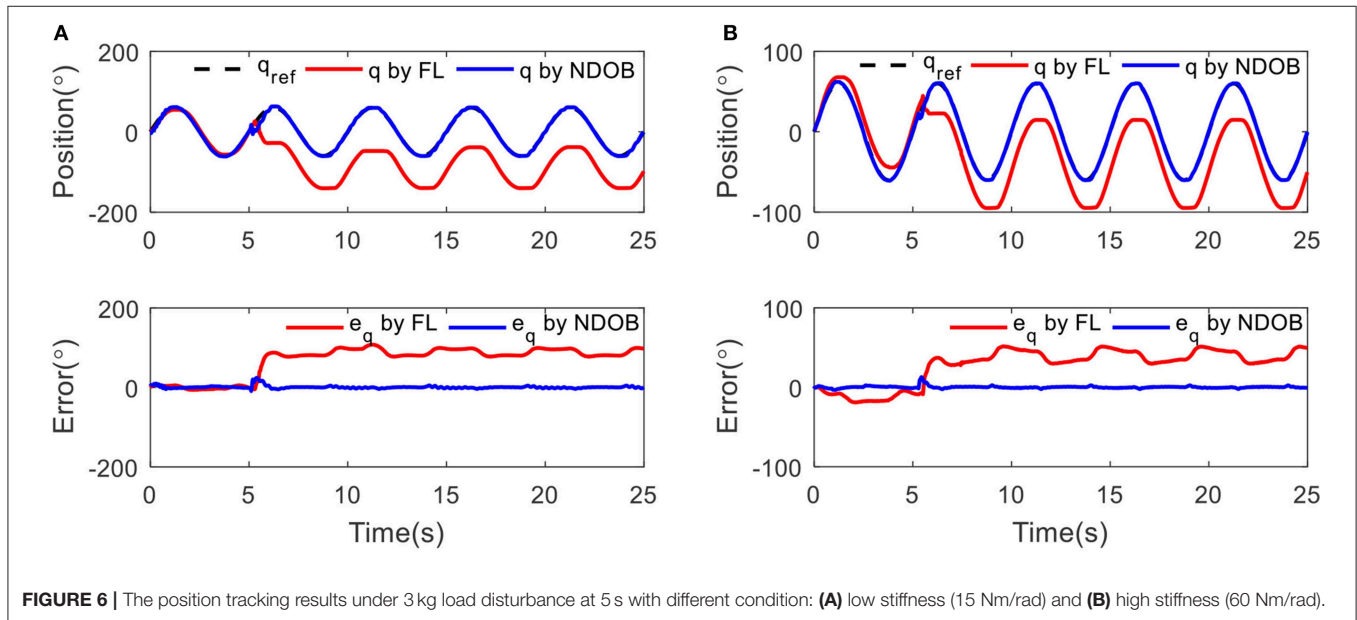 A
200
0
-200
Position(°)
q_ref q by FL q by NDOB
0 5 10 15 20 25
B
100
0
-100
Position(°)
q_ref q by FL q by NDOB
0 5 10 15 20 25
200
0
-200
Error(°)
e_q by FL e_q by NDOB
0 5 10 15 20 25
Time(s)
100
0
-100
Error(°)
e_q by FL e_q by NDOB
0 5 10 15 20 25
Time(s)
FIGURE 6 | The position tracking results under 3 kg load disturbance at 5 s with different condition: (A) low stiffness (15 Nm/rad) and (B) high stiffness (60 Nm/rad).